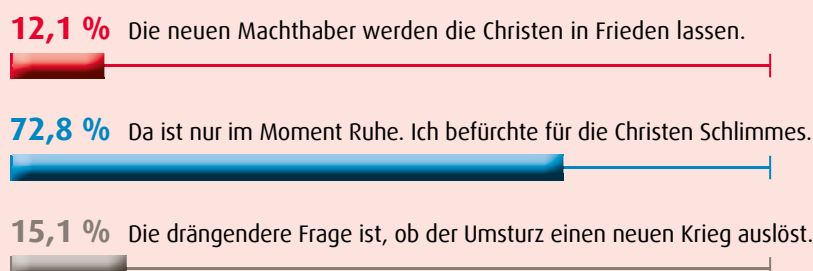 12,1 % Die neuen Machthaber werden die Christen in Frieden lassen.
72,8 % Da ist nur im Moment Ruhe. Ich befürchte für die Christen Schlimmes.
15,1 % Die drängendere Frage ist, ob der Umsturz einen neuen Krieg auslöst.